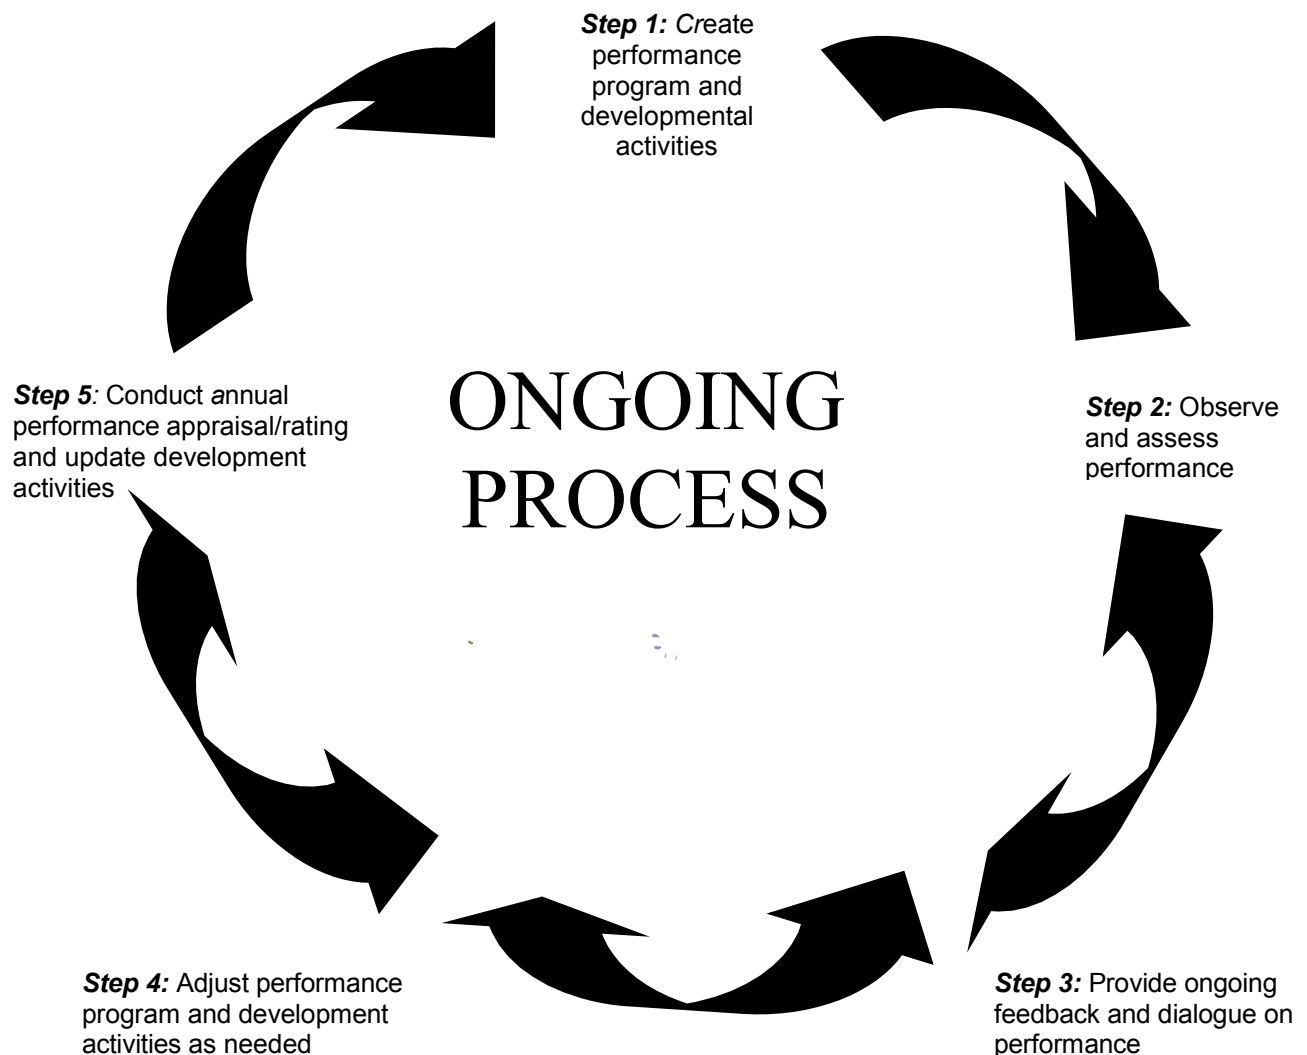 Step 1: Create
performance
program and
developmental
activities
ONGOING
PROCESS
Step 5: Conduct annual
performance appraisal/rating
and update development
activities
Step 2: Observe
and assess
performance
Step 4: Adjust performance
program and development
activities as needed
Step 3: Provide ongoing
feedback and dialogue on
performance